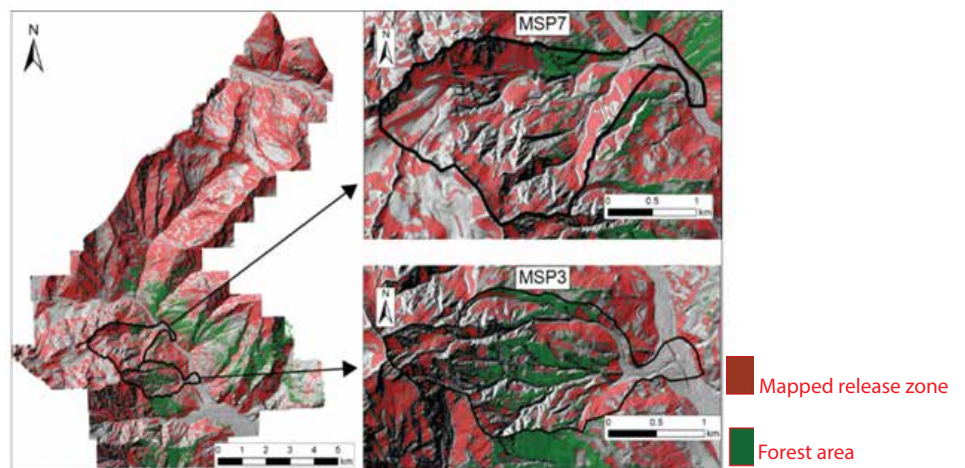 N
0 1 2 3 4 5
km
MSP7
N
0 0.5 1
km
MSP3
N
0 0.5 1
km
Mapped release zone
Forest area